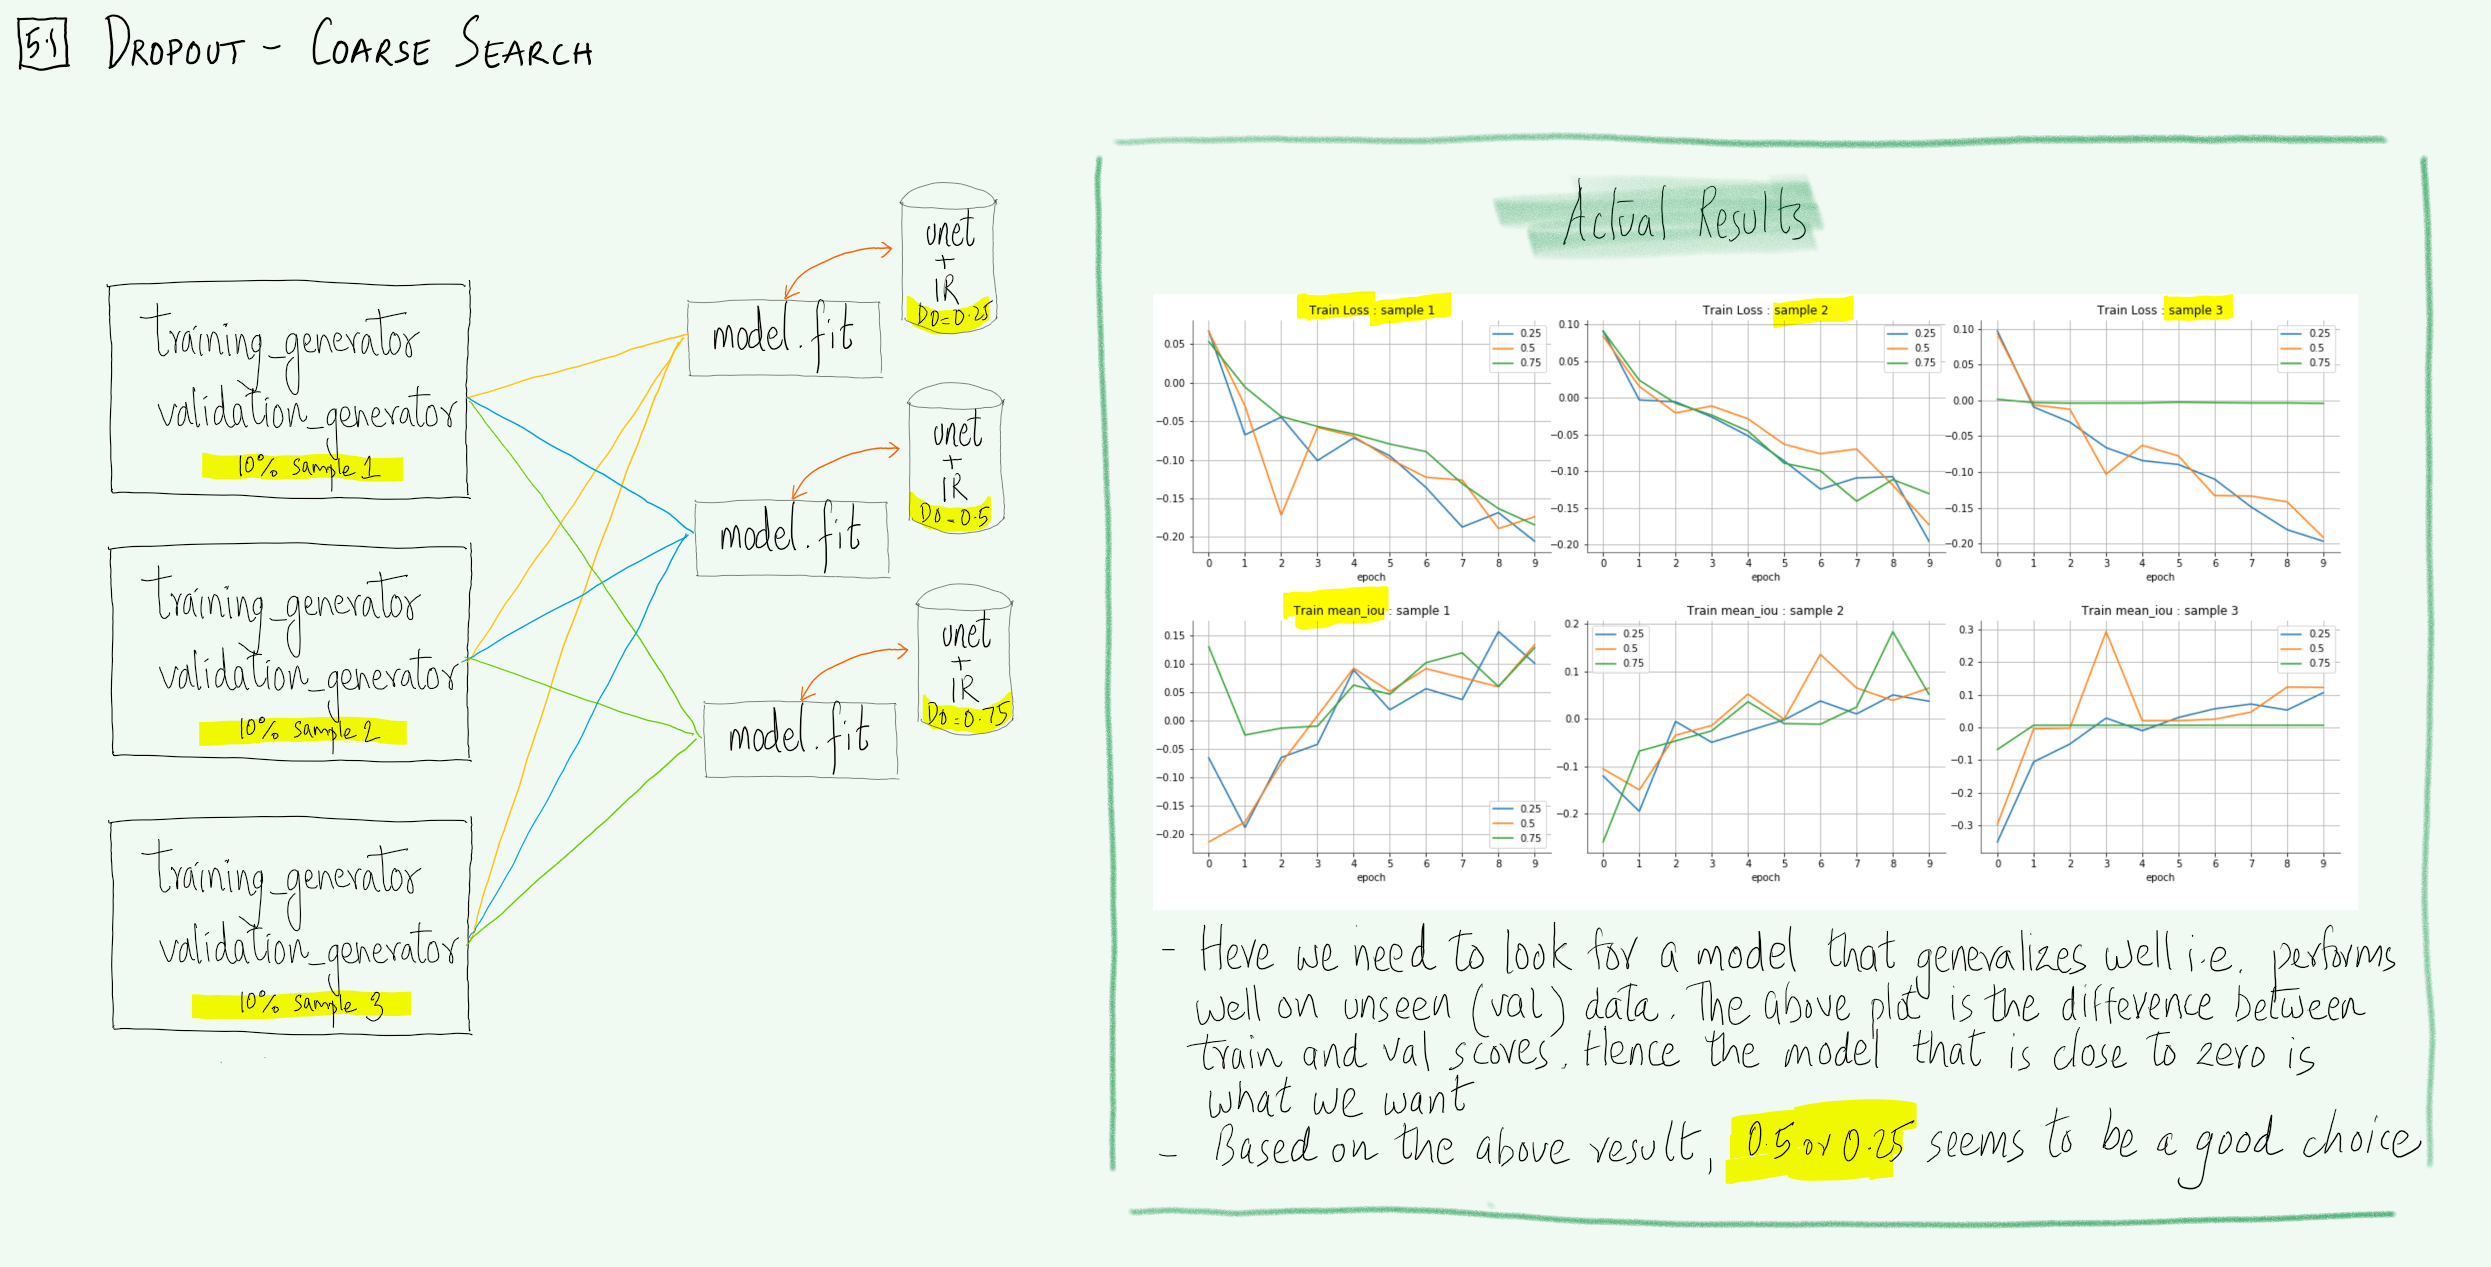 5.1 DROPOUT - COARSE SEARCH
training_generator
validation_generator
10% sample 1
training_generator
validation_generator
10% sample 2
training_generator
validation_generator
10% sample 3
model.fit
unet
+
IR
DO=0.25
model.fit
unet
+
IR
DO=0.5
model.fit
unet
+
IR
DO=0.75
Actual Results
Train Loss : sample 1
0.25
0.5
0.75
0.05
0.00
−0.05
−0.10
−0.15
−0.20
0 1 2 3 4 5 6 7 8 9
epoch
Train Loss : sample 2
0.25
0.5
0.75
0.10
0.05
0.00
−0.05
−0.10
−0.15
−0.20
0 1 2 3 4 5 6 7 8 9
epoch
Train Loss : sample 3
0.25
0.5
0.75
0.10
0.05
0.00
−0.05
−0.10
−0.15
−0.20
0 1 2 3 4 5 6 7 8 9
epoch
Train mean_iou : sample 1
0.15
0.10
0.05
0.00
−0.05
−0.10
−0.15
−0.20
0.25
0.5
0.75
0 1 2 3 4 5 6 7 8 9
epoch
Train mean_iou : sample 2
0.25
0.5
0.75
0.2
0.1
0.0
−0.1
−0.2
0 1 2 3 4 5 6 7 8 9
epoch
Train mean_iou : sample 3
0.25
0.5
0.75
0.3
0.2
0.1
0.0
−0.1
−0.2
−0.3
0 1 2 3 4 5 6 7 8 9
epoch
- Here we need to look for a model that generalizes well i.e. performs
well on unseen (val) data. The above plot is the difference between
train and val scores. Hence the model that is close to zero is
what we want
- Based on the above result, 0.5 or 0.25 seems to be a good choice